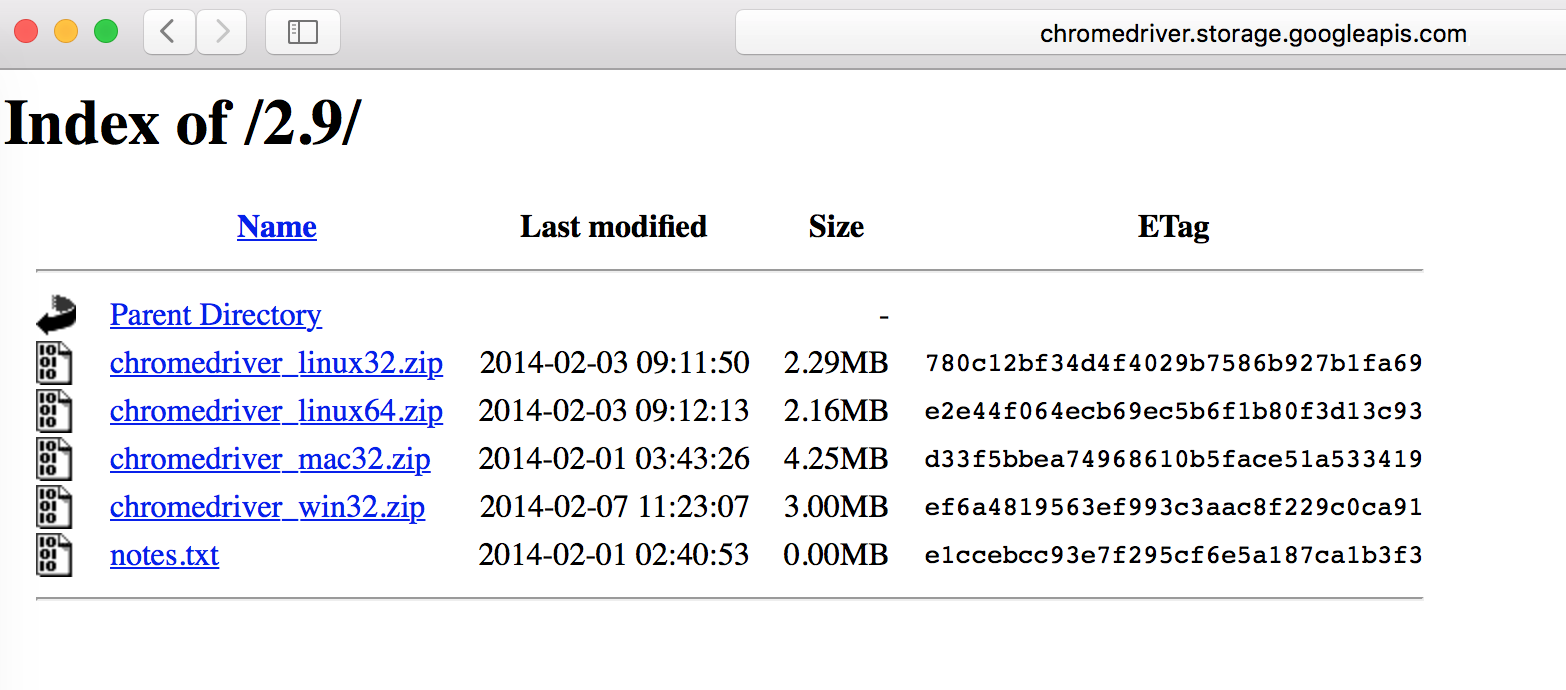 chromedriver.storage.googleapis.com
Index of /2.9/
Name Last modified Size ETag
Parent Directory -
chromedriver_linux32.zip 2014-02-03 09:11:50 2.29MB 780c12bf34d4f4029b7586b927b1fa69
chromedriver_linux64.zip 2014-02-03 09:12:13 2.16MB e2e44f064ecb69ec5b6f1b80f3d13c93
chromedriver_mac32.zip 2014-02-01 03:43:26 4.25MB d33f5bbea74968610b5face51a533419
chromedriver_win32.zip 2014-02-07 11:23:07 3.00MB ef6a4819563ef993c3aac8f229c0ca91
notes.txt 2014-02-01 02:40:53 0.00MB e1ccebcc93e7f295cf6e5a187ca1b3f3